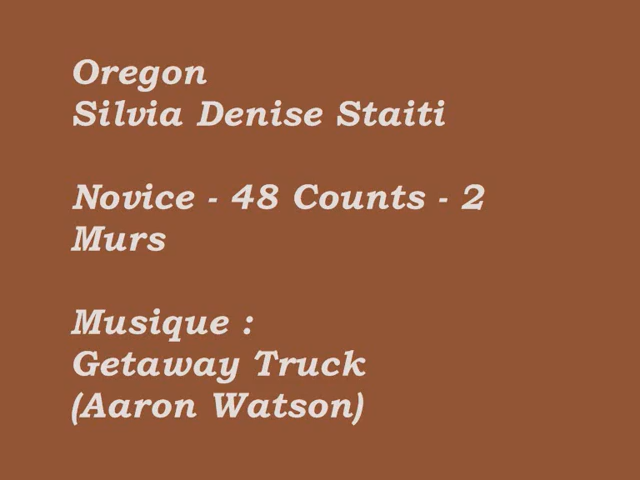 Oregon
Silvia Denise Staiti
Novice - 48 Counts - 2
Murs
Musique :
Getaway Truck
(Aaron Watson)